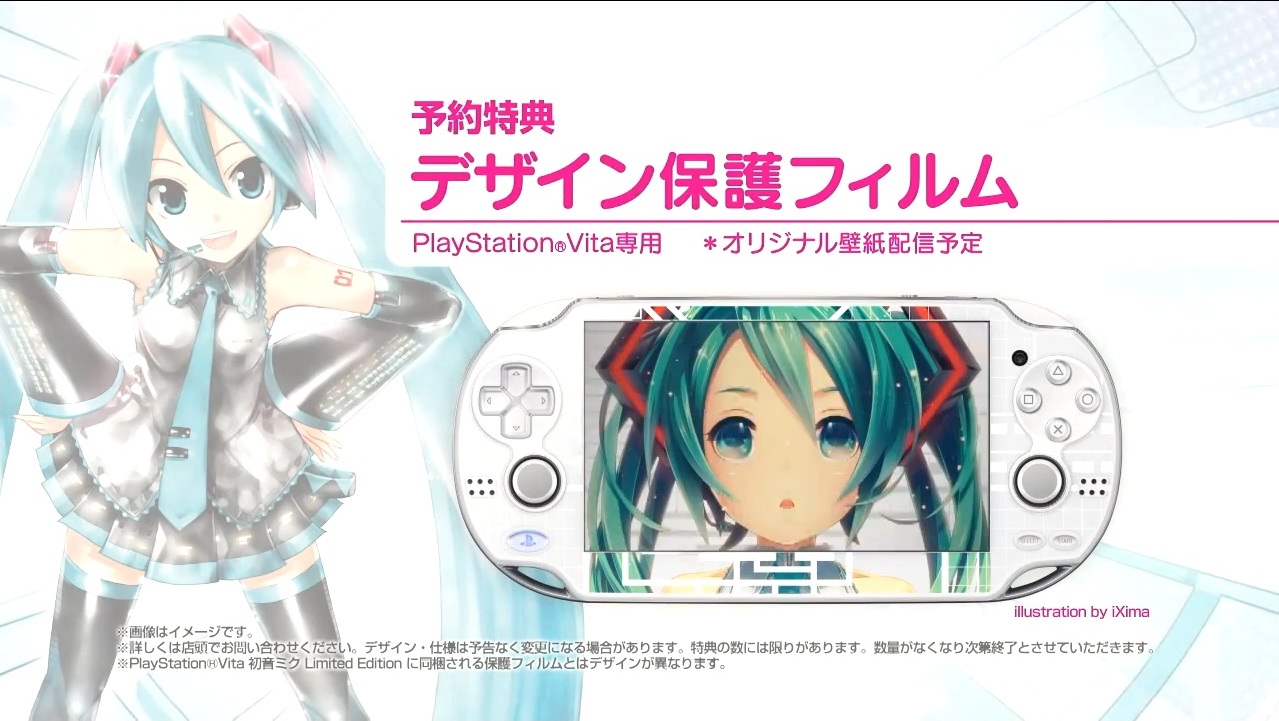 予約特典
デザイン保護フィルム
PlayStation®Vita専用 *オリジナル壁紙配信予定
01
SELECT START
illustration by iXima
※画像はイメージです。
※詳しくは店頭でお問い合わせください。デザイン・仕様は予告なく変更になる場合があります。特典の数には限りがあります。数量がなくなり次第終了とさせていただきます。
※PlayStation®Vita 初音ミク Limited Edition に同梱される保護フィルムとはデザインが異なります。